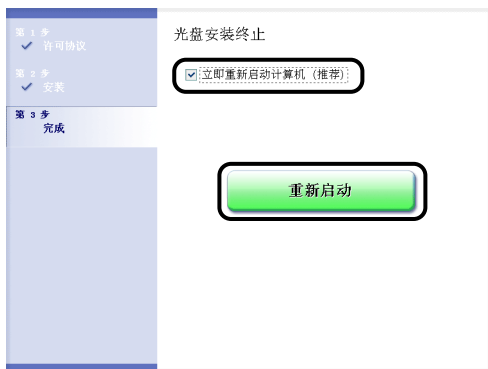 第 1 步
许可协议
第 2 步
安装
第 3 步
完成
光盘安装终止
立即重新启动计算机 (推荐)
重新启动